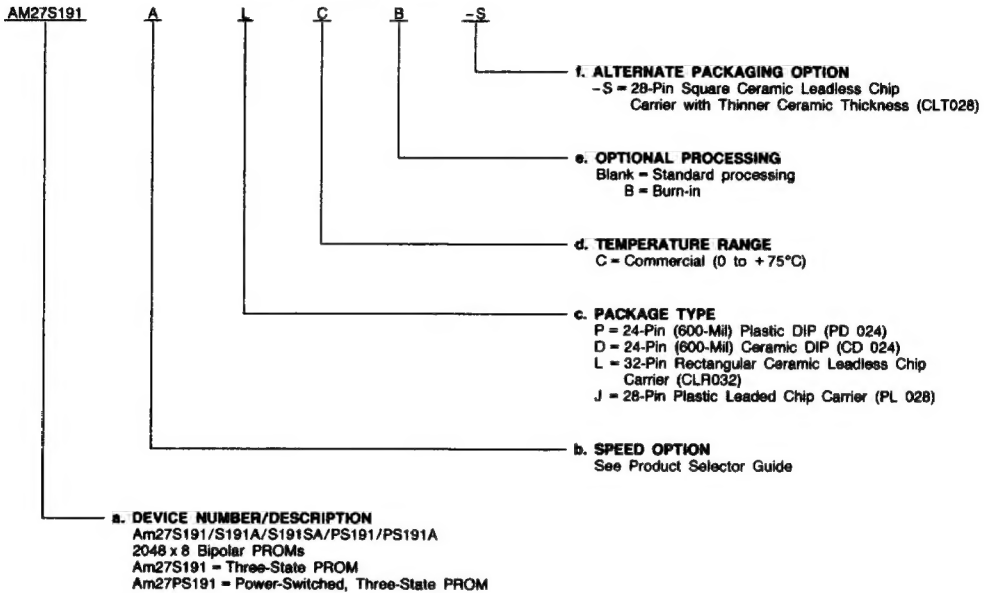 AM27S191 A L C B -S
f. ALTERNATE PACKAGING OPTION
-S = 28-Pin Square Ceramic Leadless Chip
Carrier with Thinner Ceramic Thickness (CLT028)
e. OPTIONAL PROCESSING
Blank = Standard processing
B = Burn-in
d. TEMPERATURE RANGE
C = Commercial (0 to +75°C)
c. PACKAGE TYPE
P = 24-Pin (600-Mil) Plastic DIP (PD 024)
D = 24-Pin (600-Mil) Ceramic DIP (CD 024)
L = 32-Pin Rectangular Ceramic Leadless Chip
Carrier (CLR032)
J = 28-Pin Plastic Leaded Chip Carrier (PL 028)
b. SPEED OPTION
See Product Selector Guide
a. DEVICE NUMBER/DESCRIPTION
Am27S191/S191A/S191SA/PS191/PS191A
2048 x 8 Bipolar PROMs
Am27S191 = Three-State PROM
Am27PS191 = Power-Switched, Three-State PROM